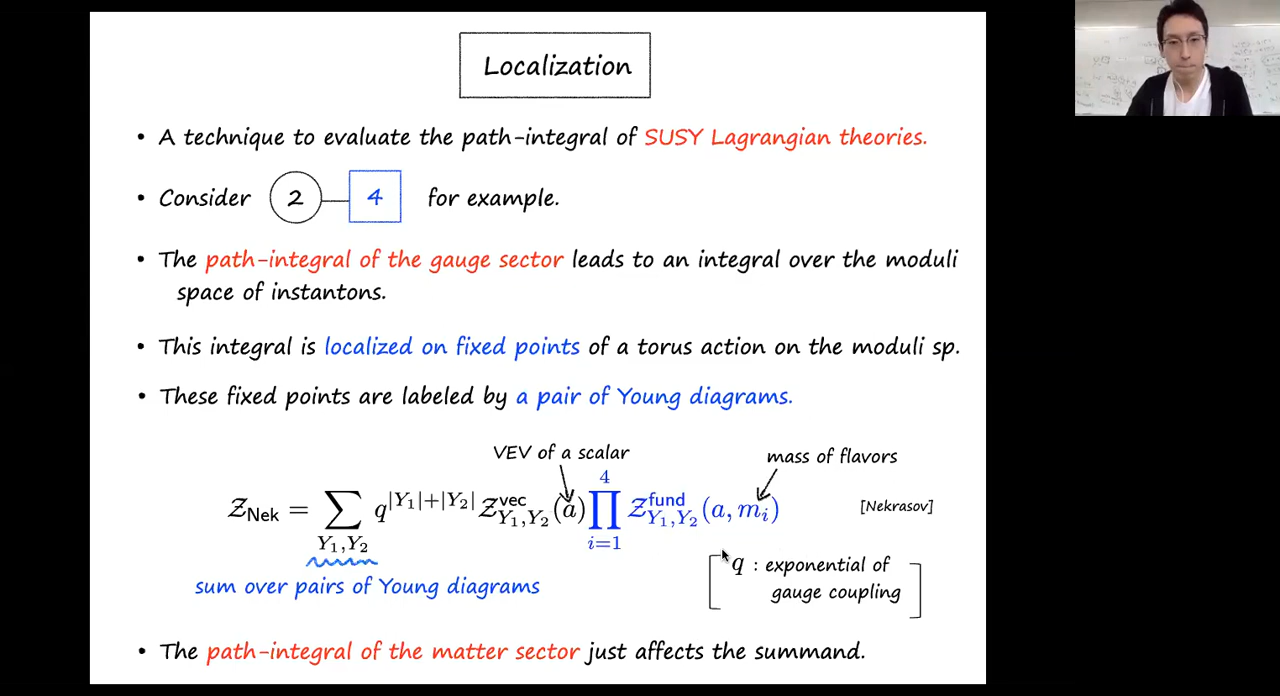 Localization
• A technique to evaluate the path-integral of SUSY Lagrangian theories.
• Consider 2 4 for example.
• The path-integral of the gauge sector leads to an integral over the moduli
space of instantons.
• This integral is localized on fixed points of a torus action on the moduli sp.
• These fixed points are labeled by a pair of Young diagrams.
VEV of a scalar
mass of flavors
𝒵_Nek = ∑_{Y₁,Y₂} q^{|Y₁|+|Y₂|} 𝒵^vec_{Y₁,Y₂}(a) ∏_{i=1}^{4} 𝒵^fund_{Y₁,Y₂}(a, m_i) [Nekrasov]
sum over pairs of Young diagrams
q : exponential of
gauge coupling
• The path-integral of the matter sector just affects the summand.